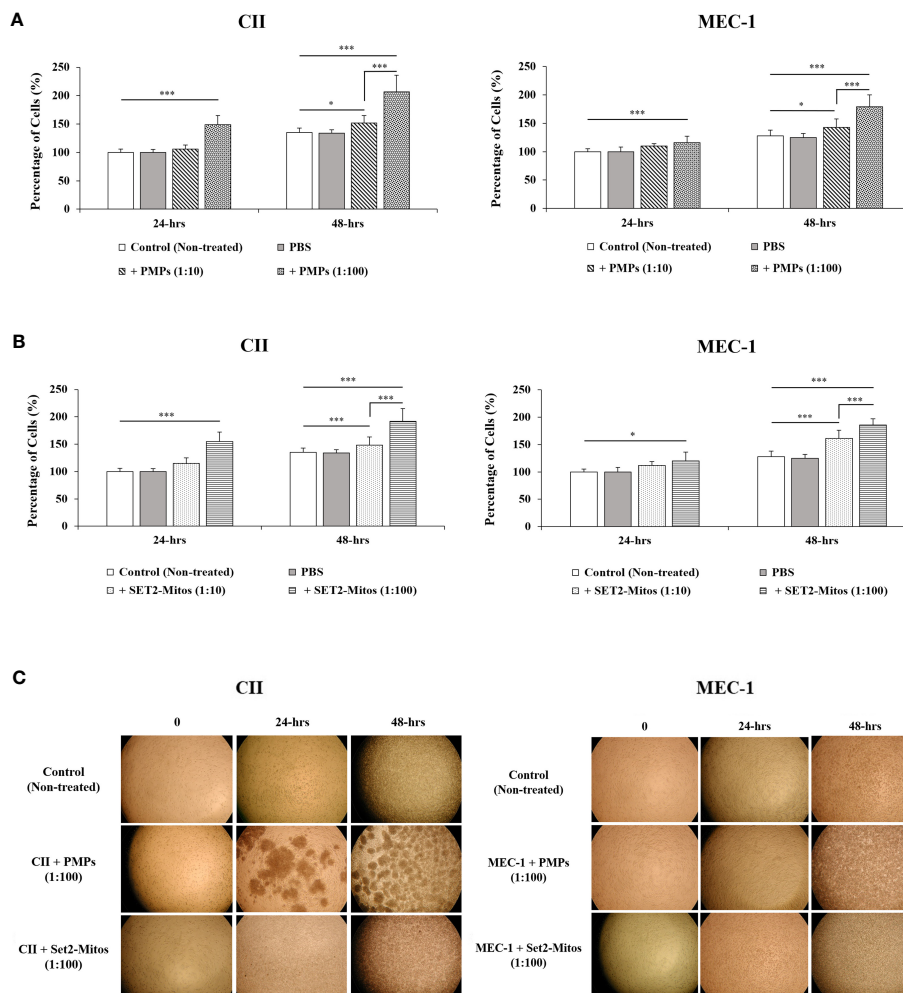 A
CII
MEC-1
Percentage of Cells (%)
250
200
150
100
50
0
***
***
***
*
24-hrs
48-hrs
Control (Non-treated)
PBS
+ PMPs (1:10)
+ PMPs (1:100)
Percentage of Cells (%)
250
200
150
100
50
0
***
***
***
*
24-hrs
48-hrs
Control (Non-treated)
PBS
+ PMPs (1:10)
+ PMPs (1:100)
B
CII
MEC-1
Percentage of Cells (%)
250
200
150
100
50
0
***
***
***
***
24-hrs
48-hrs
Control (Non-treated)
PBS
+ SET2-Mitos (1:10)
+ SET2-Mitos (1:100)
Percentage of Cells (%)
250
200
150
100
50
0
*
***
***
***
24-hrs
48-hrs
Control (Non-treated)
PBS
+ SET2-Mitos (1:10)
+ SET2-Mitos (1:100)
C
CII
0
24-hrs
48-hrs
Control
(Non-treated)
CII + PMPs
(1:100)
CII + Set2-Mitos
(1:100)
MEC-1
0
24-hrs
48-hrs
Control
(Non-treated)
MEC-1 + PMPs
(1:100)
MEC-1 + Set2-Mitos
(1:100)